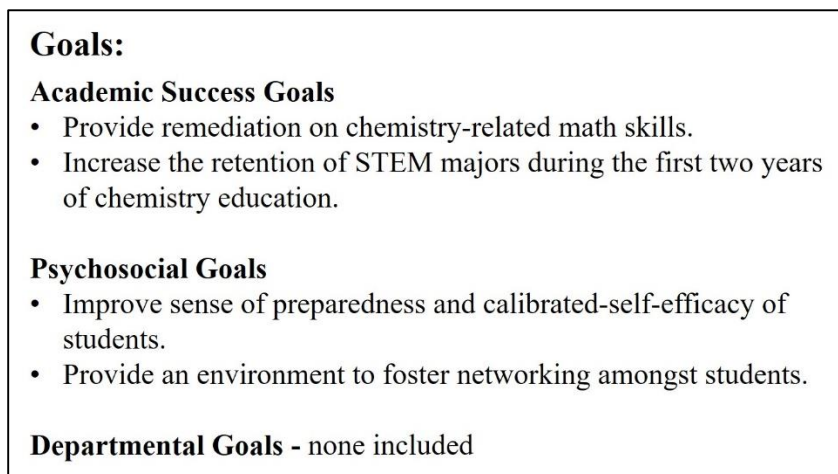 Goals:
Academic Success Goals
• Provide remediation on chemistry-related math skills.
• Increase the retention of STEM majors during the first two years
of chemistry education.
Psychosocial Goals
• Improve sense of preparedness and calibrated-self-efficacy of
students.
• Provide an environment to foster networking amongst students.
Departmental Goals - none included